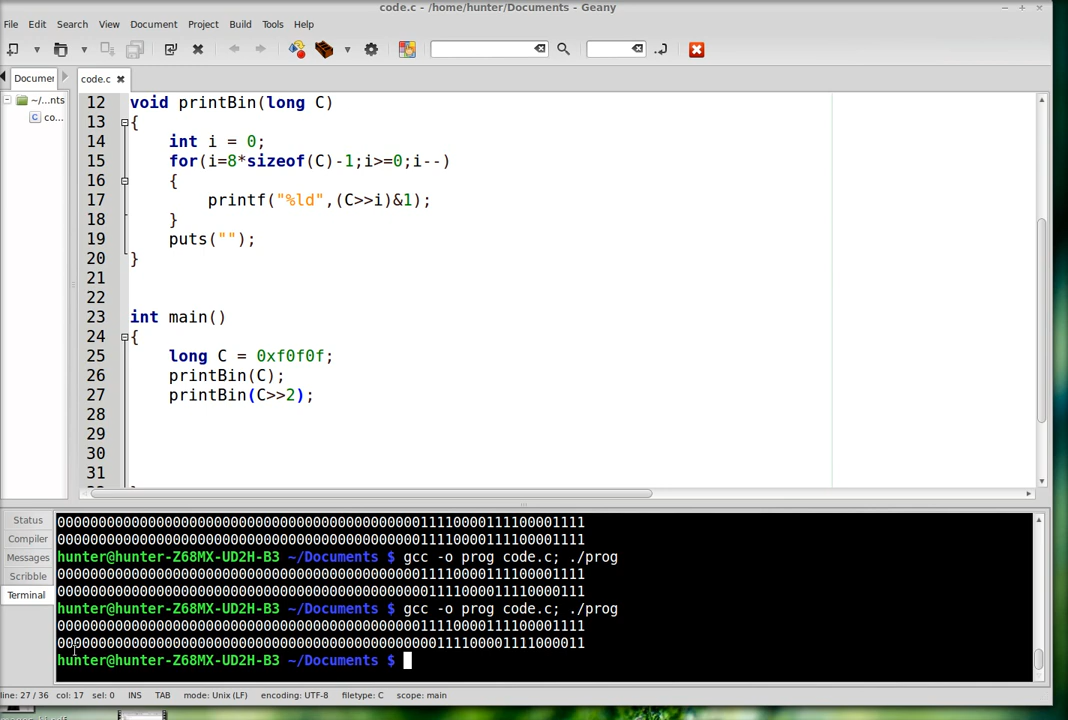 code.c - /home/hunter/Documents - Geany
File Edit Search View Document Project Build Tools Help
Documen
code.c
~/...nts
co...
12 void printBin(long C)
13 {
14 int i = 0;
15 for(i=8*sizeof(C)-1;i>=0;i--)
16 {
17 printf("%ld",(C>>i)&1);
18 }
19 puts("");
20 }
21
22
23 int main()
24 {
25 long C = 0xf0f0f;
26 printBin(C);
27 printBin(C>>2);
28
29
30
31
Status
Compiler
Messages
Scribble
Terminal
0000000000000000000000000000000000000000000011110000111100001111
0000000000000000000000000000000000000000000011110000111100001111
hunter@hunter-Z68MX-UD2H-B3 ~/Documents $ gcc -o prog code.c; ./prog
0000000000000000000000000000000000000000000011110000111100001111
0000000000000000000000000000000000000000000001111000011110000111
hunter@hunter-Z68MX-UD2H-B3 ~/Documents $ gcc -o prog code.c; ./prog
0000000000000000000000000000000000000000000011110000111100001111
0000000000000000000000000000000000000000000000111100001111000011
hunter@hunter-Z68MX-UD2H-B3 ~/Documents $
line: 27 / 36 col: 17 sel: 0 INS TAB mode: Unix (LF) encoding: UTF-8 filetype: C scope: main